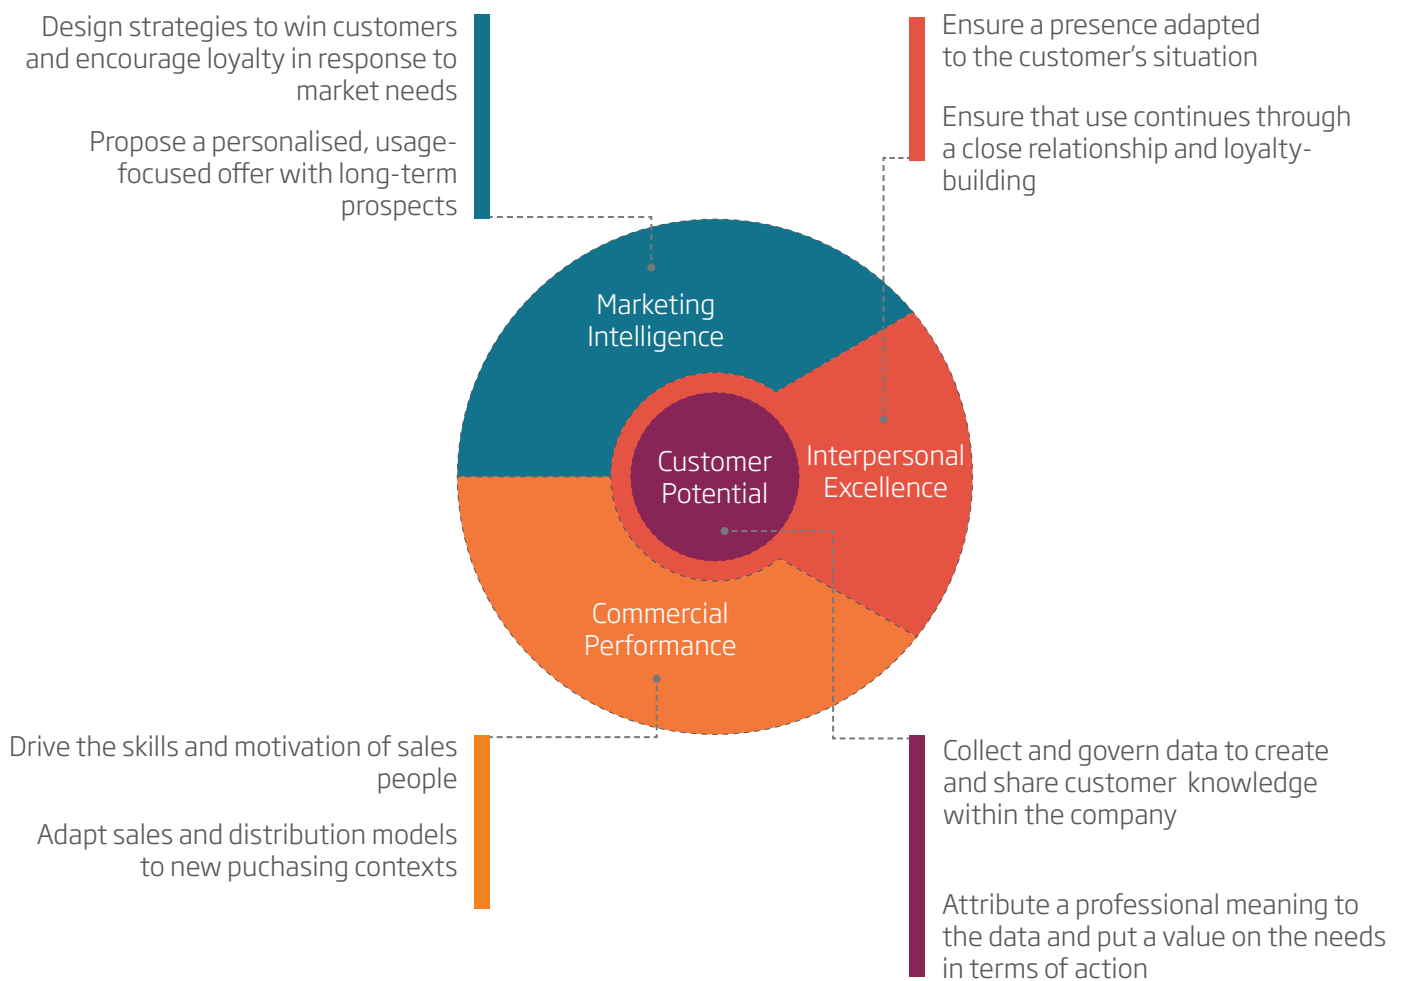 Design strategies to win customers
and encourage loyalty in response to
market needs
Propose a personalised, usage-
focused offer with long-term
prospects
Ensure a presence adapted
to the customer's situation
Ensure that use continues through
a close relationship and loyalty-
building
Marketing
Intelligence
Customer
Potential
Interpersonal
Excellence
Commercial
Performance
Drive the skills and motivation of sales
people
Adapt sales and distribution models
to new puchasing contexts
Collect and govern data to create
and share customer knowledge
within the company
Attribute a professional meaning to
the data and put a value on the needs
in terms of action